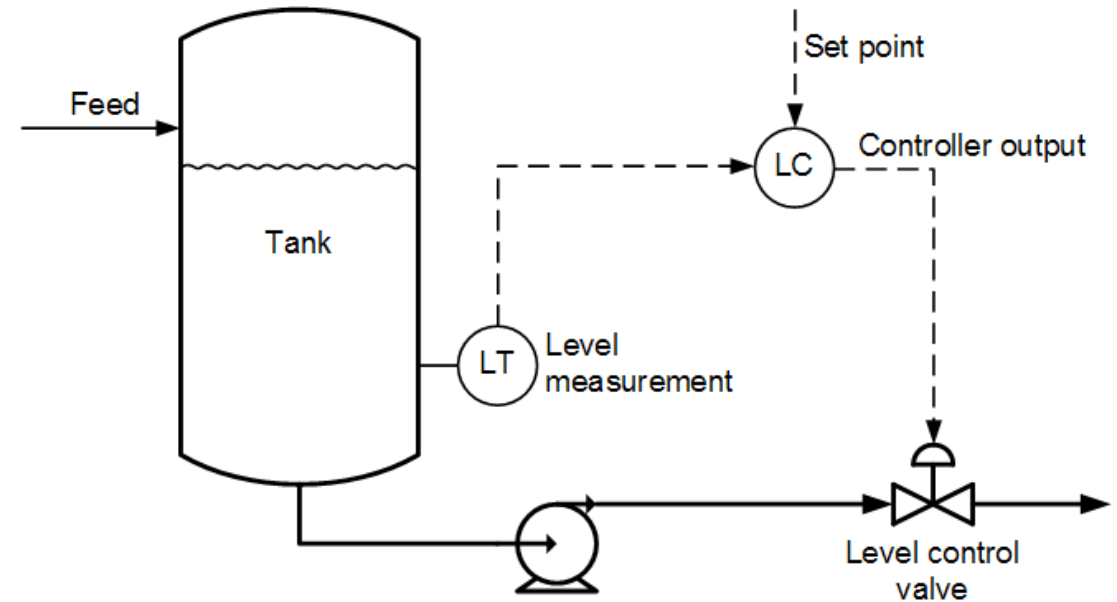 Set point
Feed
Controller output
LC
Tank
LT
Level
measurement
Level control
valve